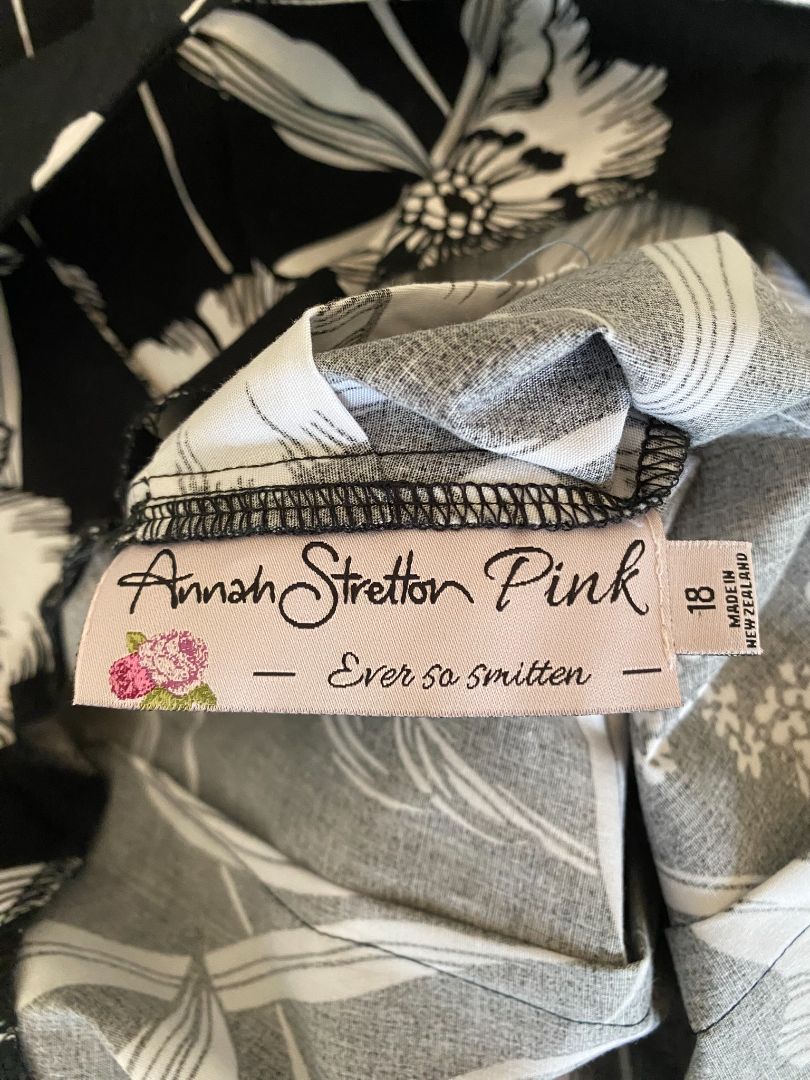 Annah Stretton Pink
— Ever so smitten —
18
MADE IN
NEW ZEALAND